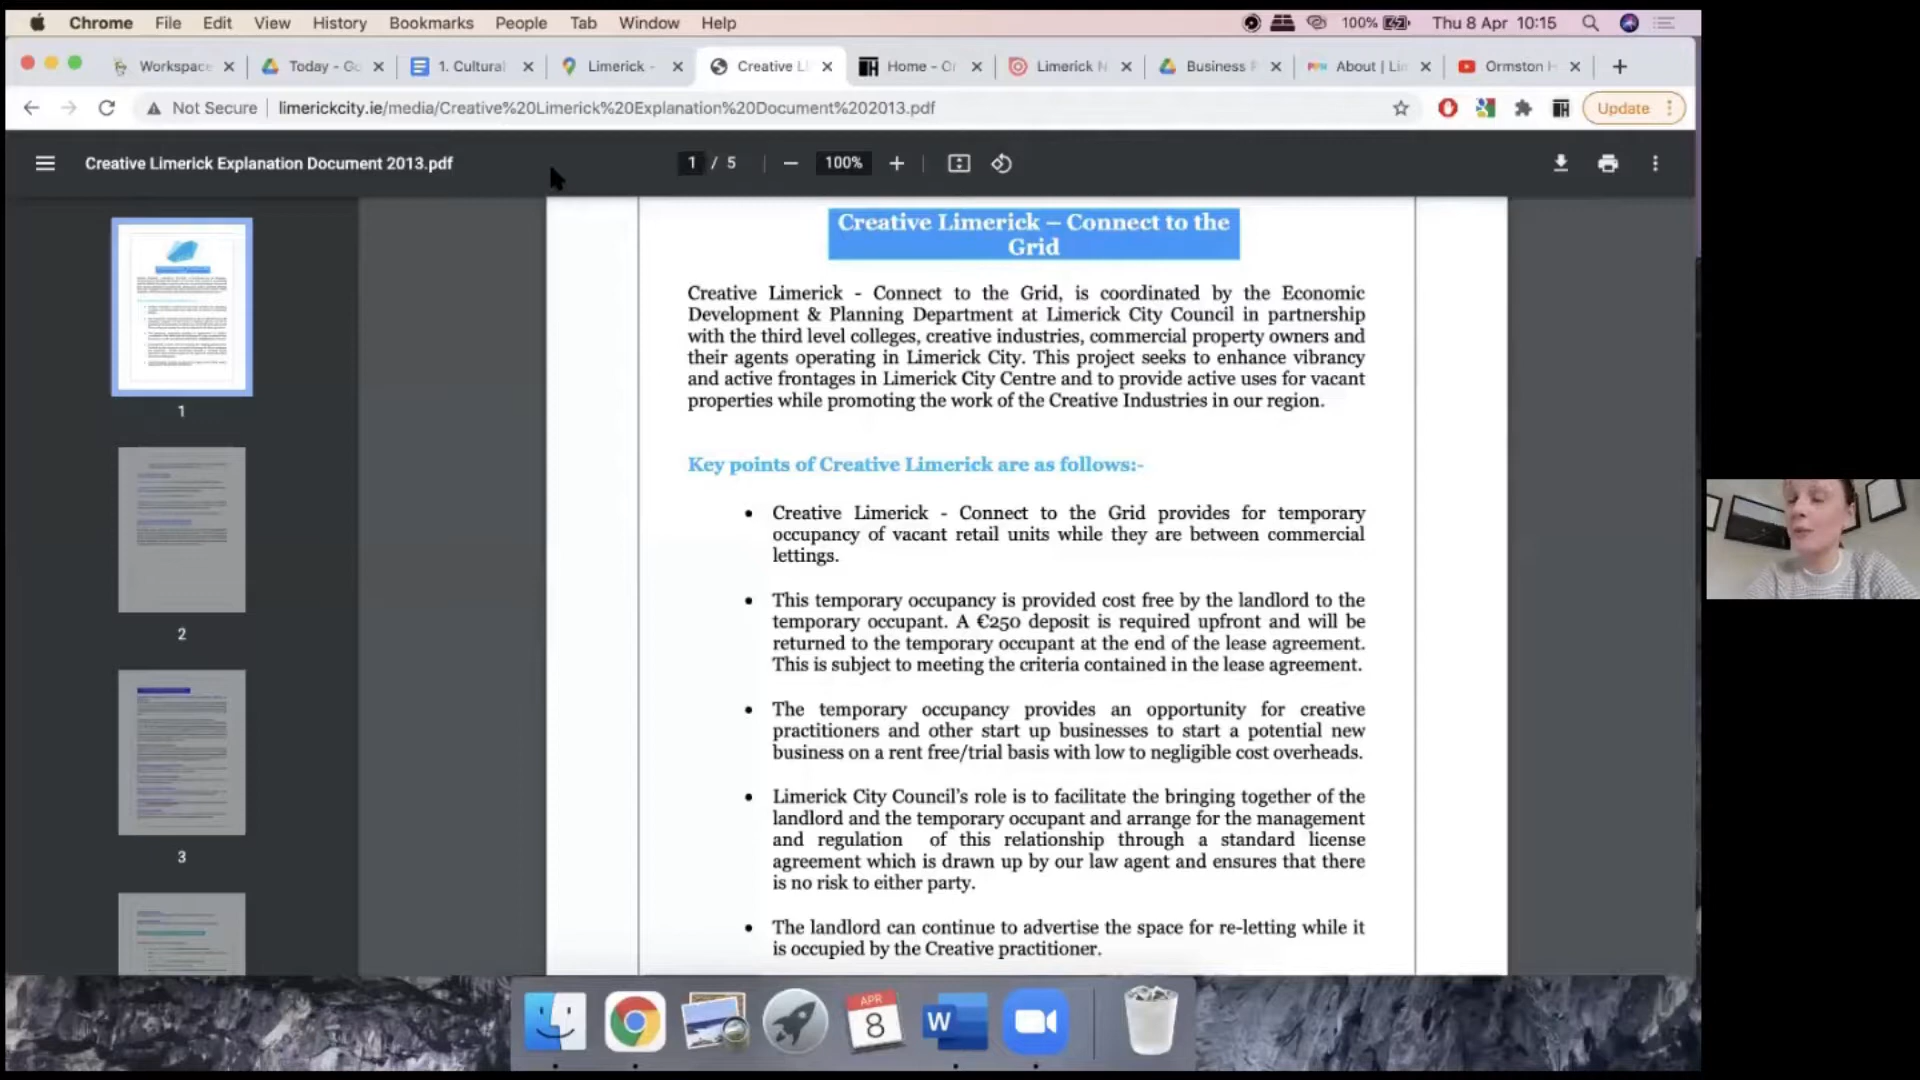 Chrome File Edit View History Bookmarks People Tab Window Help 100% Thu 8 Apr 10:15
Workspace Today - Go 1. Cultural Limerick - Creative Li Home - Or Limerick N Business P About | Lim Ormston H
Not Secure limerickcity.ie/media/Creative%20Limerick%20Explanation%20Document%202013.pdf Update
Creative Limerick Explanation Document 2013.pdf 1 / 5 100%
Creative Limerick – Connect to the
Grid
Creative Limerick - Connect to the Grid, is coordinated by the Economic
Development & Planning Department at Limerick City Council in partnership
with the third level colleges, creative industries, commercial property owners and
their agents operating in Limerick City. This project seeks to enhance vibrancy
and active frontages in Limerick City Centre and to provide active uses for vacant
properties while promoting the work of the Creative Industries in our region.
Key points of Creative Limerick are as follows:-
• Creative Limerick - Connect to the Grid provides for temporary
occupancy of vacant retail units while they are between commercial
lettings.
• This temporary occupancy is provided cost free by the landlord to the
temporary occupant. A €250 deposit is required upfront and will be
returned to the temporary occupant at the end of the lease agreement.
This is subject to meeting the criteria contained in the lease agreement.
• The temporary occupancy provides an opportunity for creative
practitioners and other start up businesses to start a potential new
business on a rent free/trial basis with low to negligible cost overheads.
• Limerick City Council’s role is to facilitate the bringing together of the
landlord and the temporary occupant and arrange for the management
and regulation of this relationship through a standard license
agreement which is drawn up by our law agent and ensures that there
is no risk to either party.
• The landlord can continue to advertise the space for re-letting while it
is occupied by the Creative practitioner.
1
2
3
APR
8
W